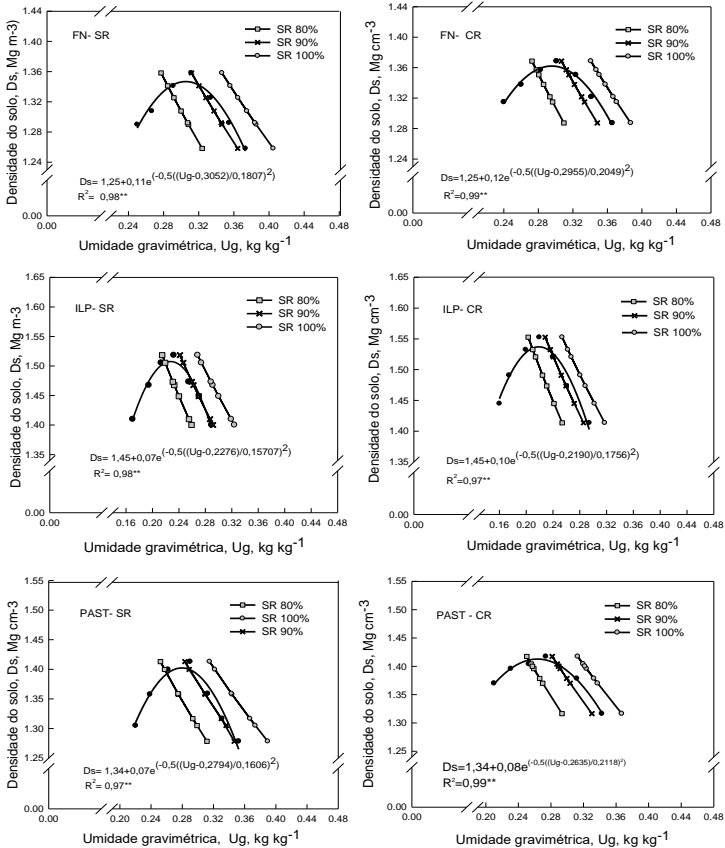 FN- SR
SR 80%
SR 90%
SR 100%
Densidade do solo, Ds, Mg m-3)
1.44
1.40
1.36
1.32
1.28
1.24
0.00
Ds= 1,25+0,11e(-0,5((Ug-0,3052)/0,1807)2)
R2= 0,98**
0.00 0.24 0.28 0.32 0.36 0.40 0.44 0.48
Umidade gravimétrica, Ug, kg kg-1
FN- CR
SR 80%
SR 90%
SR 100%
Densidade do solo, Ds, Mg cm-3
1.44
1.40
1.36
1.32
1.28
1.24
0.00
Ds=1,25+0,12e(-0,5((Ug-0,2955)/0,2049)2)
R2=0,99**
0.00 0.24 0.28 0.32 0.36 0.40 0.44 0.48
Umidade gravimética, Ug, kg kg-1
ILP- SR
SR 80%
SR 90%
SR 100%
Densidade do solo, Ds, Mg m-3
1.65
1.60
1.55
1.50
1.45
1.40
1.35
0.00
Ds= 1,45+0,07e(-0,5((Ug-0,2276)/0,15707)2)
R2= 0,98**
0.00 0.16 0.20 0.24 0.28 0.32 0.36 0.40 0.44 0.48
Umidade gravimétrica, Ug, kg kg-1
ILP- CR
SR 80%
SR 90%
SR 100%
Densidade do solo, Ds, Mg cm-3
1.65
1.60
1.55
1.50
1.45
1.40
1.35
0.00
Ds=1,45+0,10e(-0,5((Ug-0,2190)/0,1756)2)
R2=0,97**
0.00 0.16 0.20 0.24 0.28 0.32 0.36 0.40 0.44 0.48
Umidade gravimétrica, Ug, kg kg-1
PAST- SR
SR 80%
SR 100%
SR 90%
Densidade do solo, Ds, Mg cm-3
1.55
1.50
1.45
1.40
1.35
1.30
1.25
0.00
Ds= 1,34+0,07e(-0,5((Ug-0,2794)/0,1606)2)
R2= 0,97**
0.00 0.20 0.24 0.28 0.32 0.36 0.40 0.44 0.48
Umidade gravimétrica, Ug, kg kg-1
PAST - CR
SR 80%
SR 90%
SR 100%
Densidade do solo, Ds, Mg cm-3
1.55
1.50
1.45
1.40
1.35
1.30
1.25
0.00
Ds=1,34+0,08e(-0,5((Ug-0,2635)/0,2118)2)
R2=0,99**
0.00 0.20 0.24 0.28 0.32 0.36 0.40 0.44 0.48
Umidade gravimétrica, Ug, kg kg-1